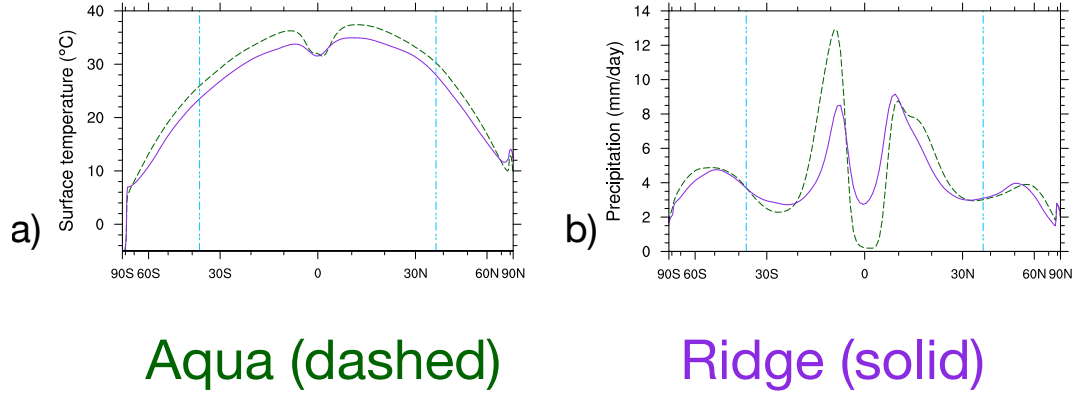 40
30
20
10
0
Surface temperature (°C)
90S 60S 30S 0 30N 60N 90N
a)
14
12
10
8
6
4
2
0
Precipitation (mm/day)
90S 60S 30S 0 30N 60N 90N
b)
Aqua (dashed) Ridge (solid)